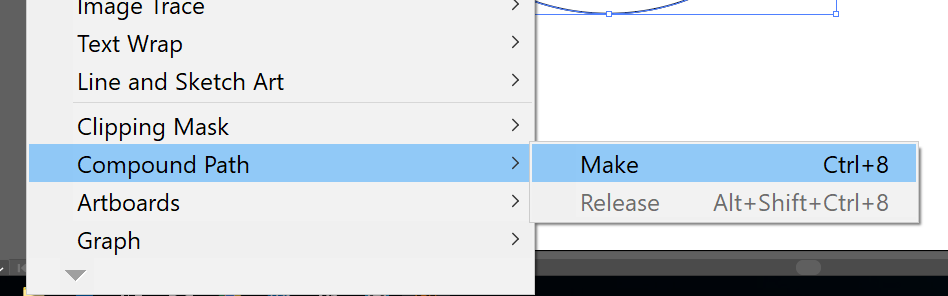 Image Trace
Text Wrap
Line and Sketch Art
Clipping Mask
Compound Path
Make Ctrl+8
Artboards
Release Alt+Shift+Ctrl+8
Graph